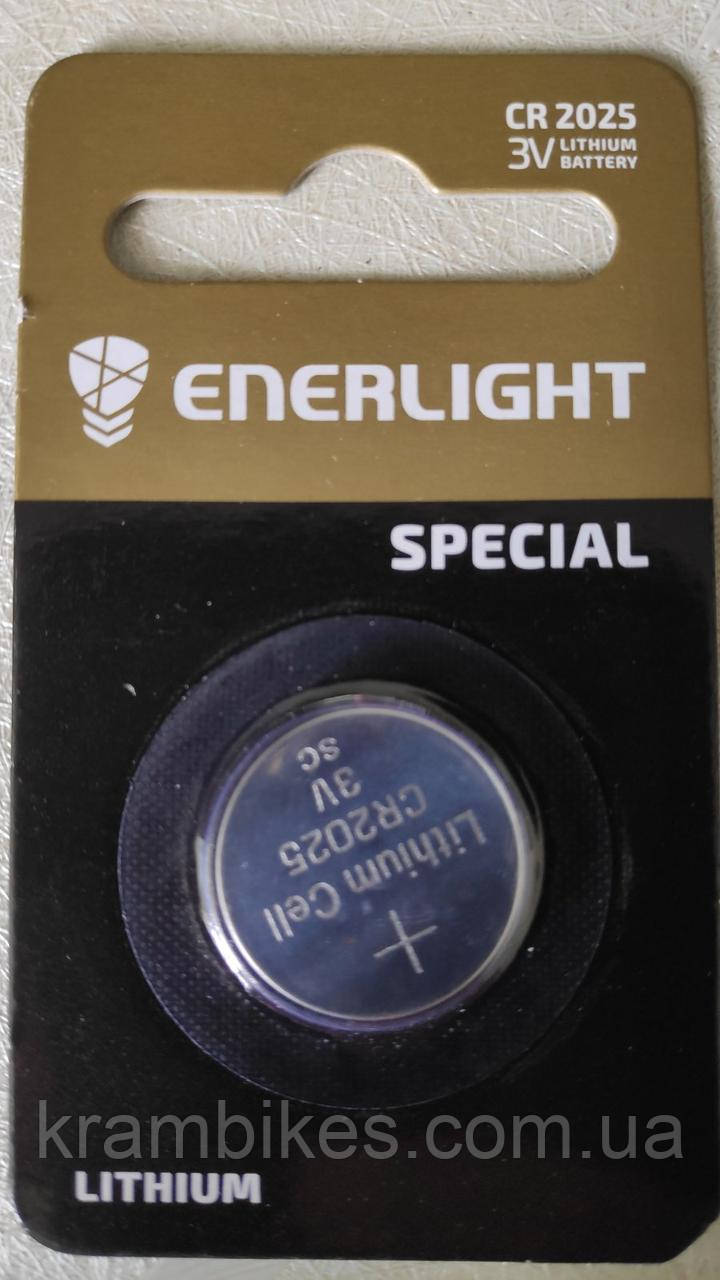 CR 2025
3V LITHIUM
BATTERY
ENERLIGHT
SPECIAL
+
Lithium Cell
CR2025
3V
SC
krambikes.com.ua
LITHIUM